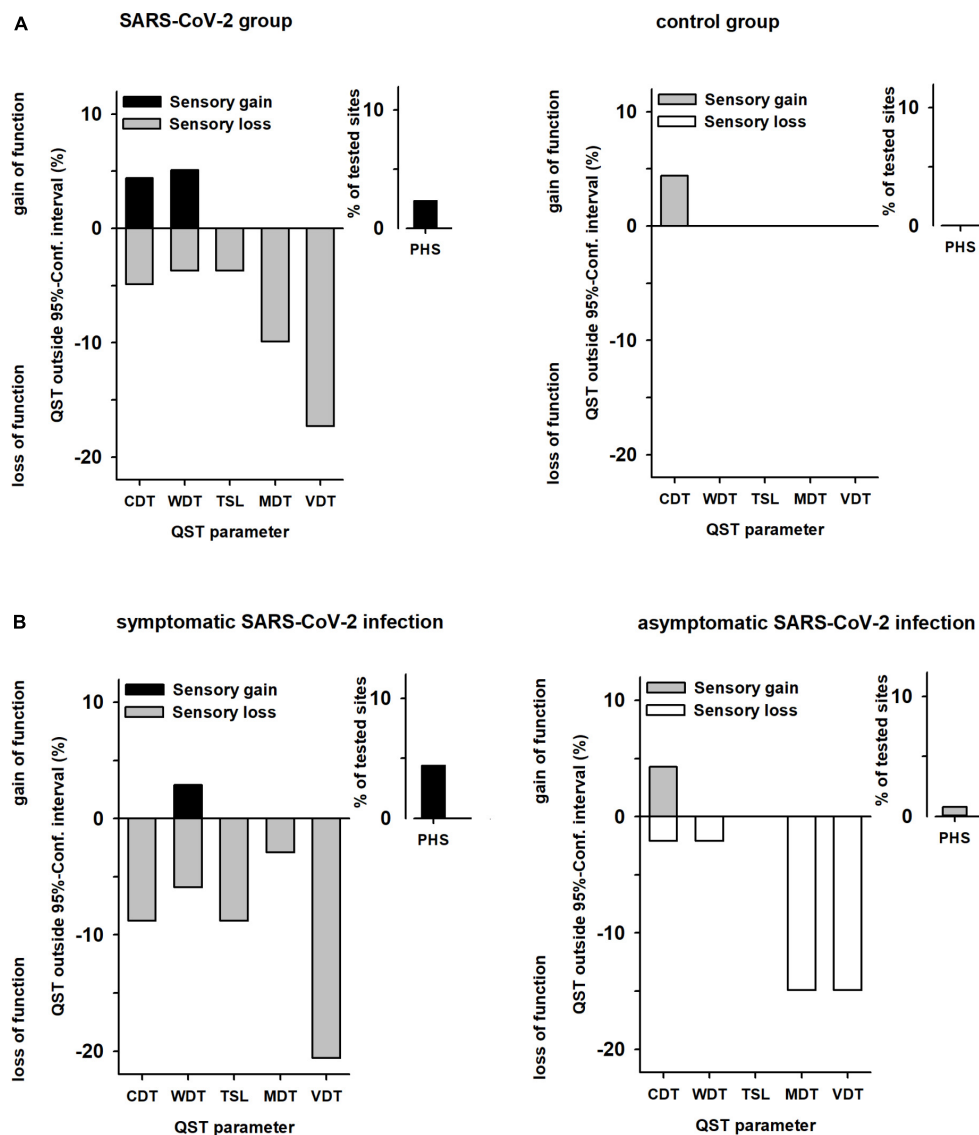 A
SARS-CoV-2 group
gain of function
loss of function
QST outside 95%-Conf. interval (%)
10
0
-10
-20
Sensory gain
Sensory loss
CDT WDT TSL MDT VDT
QST parameter
% of tested sites
10
0
PHS
control group
gain of function
loss of function
QST outside 95%-Conf. interval (%)
10
0
-10
-20
Sensory gain
Sensory loss
CDT WDT TSL MDT VDT
QST parameter
% of tested sites
10
0
PHS
B
symptomatic SARS-CoV-2 infection
gain of function
loss of function
QST outside 95%-Conf. interval (%)
10
0
-10
-20
Sensory gain
Sensory loss
CDT WDT TSL MDT VDT
QST parameter
% of tested sites
10
0
PHS
asymptomatic SARS-CoV-2 infection
gain of function
loss of function
QST outside 95%-Conf. interval (%)
10
0
-10
-20
Sensory gain
Sensory loss
CDT WDT TSL MDT VDT
QST parameter
% of tested sites
10
0
PHS